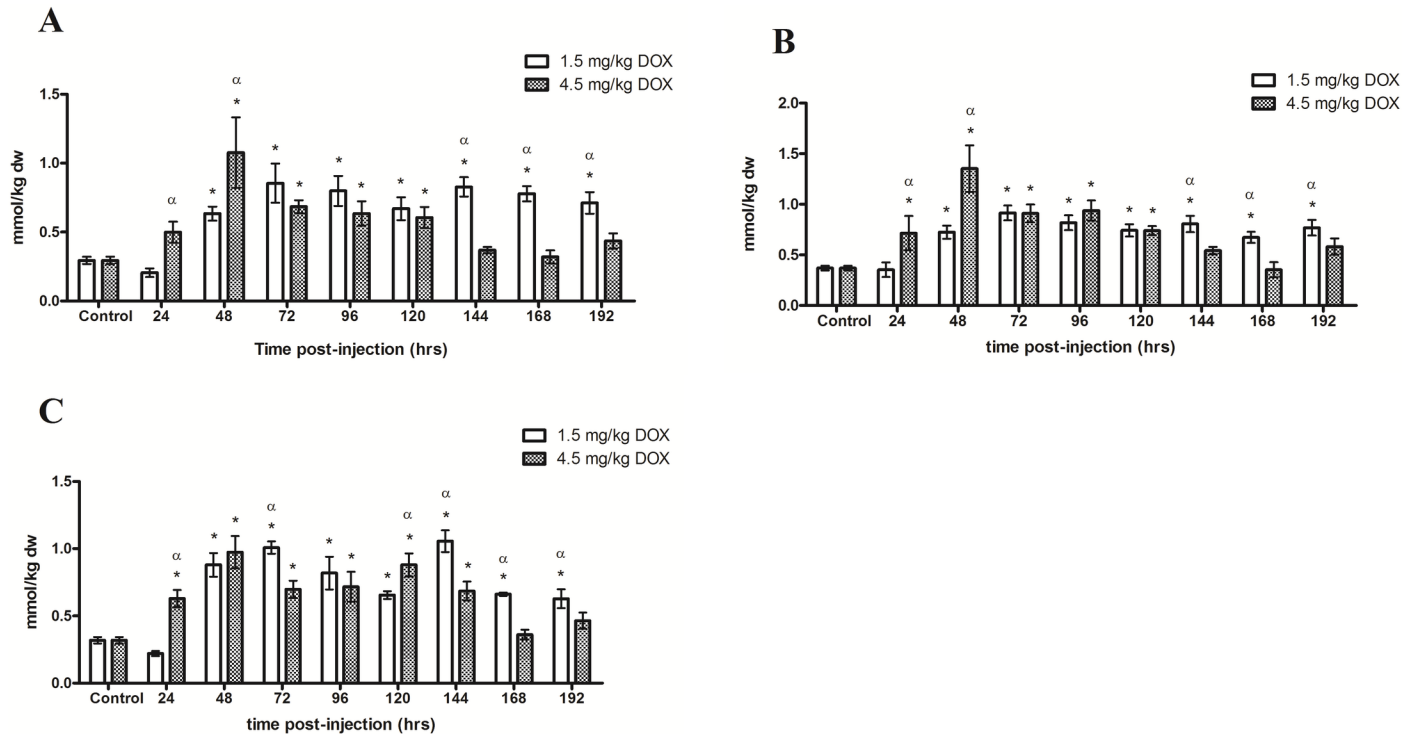 A
1.5 mg/kg DOX
4.5 mg/kg DOX
mmol/kg dw
1.5
1.0
0.5
0.0
α
*
α
*
*
*
*
*
*
*
α
*
α
*
α
*
Control 24 48 72 96 120 144 168 192
Time post-injection (hrs)
B
1.5 mg/kg DOX
4.5 mg/kg DOX
mmol/kg dw
2.0
1.5
1.0
0.5
0.0
α
*
*
α
*
*
*
*
*
*
*
α
*
α
*
α
*
Control 24 48 72 96 120 144 168 192
time post-injection (hrs)
C
1.5 mg/kg DOX
4.5 mg/kg DOX
mmol/kg dw
1.5
1.0
0.5
0.0
α
*
*
*
α
*
*
*
*
*
α
*
α
*
*
α
*
α
*
Control 24 48 72 96 120 144 168 192
time post-injection (hrs)